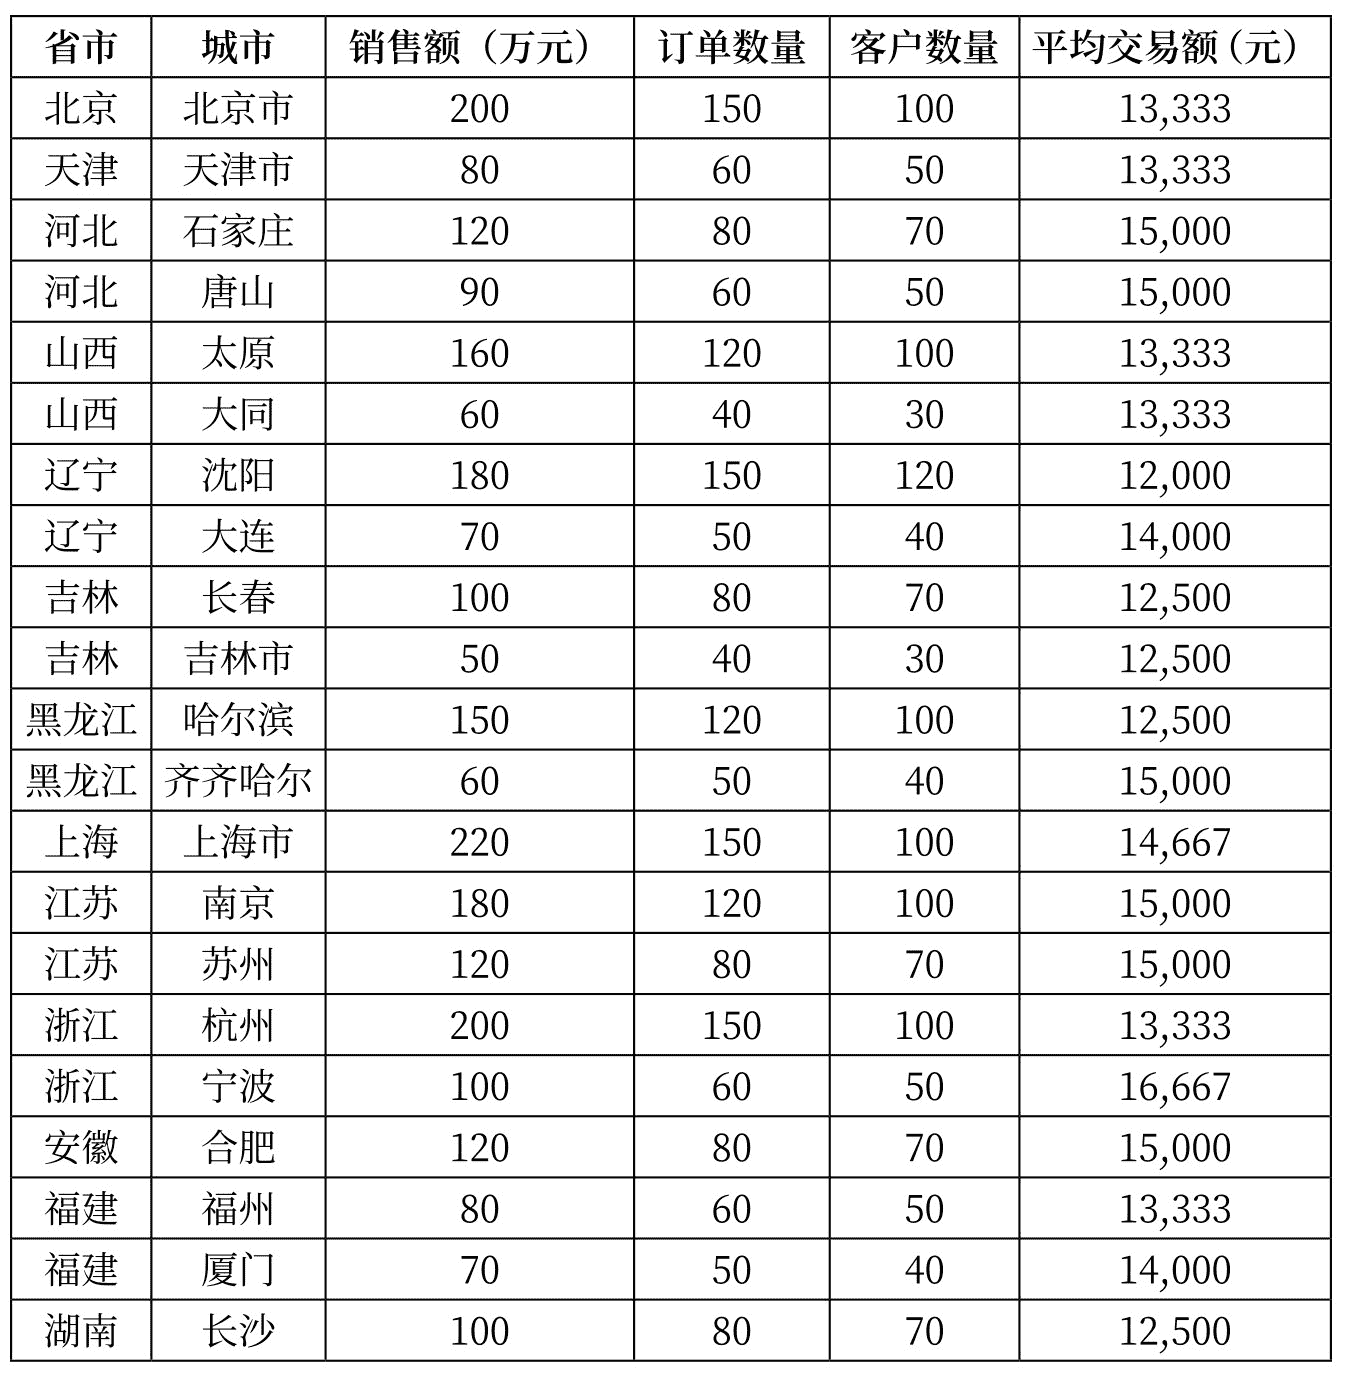 省市 城市 销售额（万元） 订单数量 客户数量 平均交易额（元）
北京 北京市 200 150 100 13,333
天津 天津市 80 60 50 13,333
河北 石家庄 120 80 70 15,000
河北 唐山 90 60 50 15,000
山西 太原 160 120 100 13,333
山西 大同 60 40 30 13,333
辽宁 沈阳 180 150 120 12,000
辽宁 大连 70 50 40 14,000
吉林 长春 100 80 70 12,500
吉林 吉林市 50 40 30 12,500
黑龙江 哈尔滨 150 120 100 12,500
黑龙江 齐齐哈尔 60 50 40 15,000
上海 上海市 220 150 100 14,667
江苏 南京 180 120 100 15,000
江苏 苏州 120 80 70 15,000
浙江 杭州 200 150 100 13,333
浙江 宁波 100 60 50 16,667
安徽 合肥 120 80 70 15,000
福建 福州 80 60 50 13,333
福建 厦门 70 50 40 14,000
湖南 长沙 100 80 70 12,500